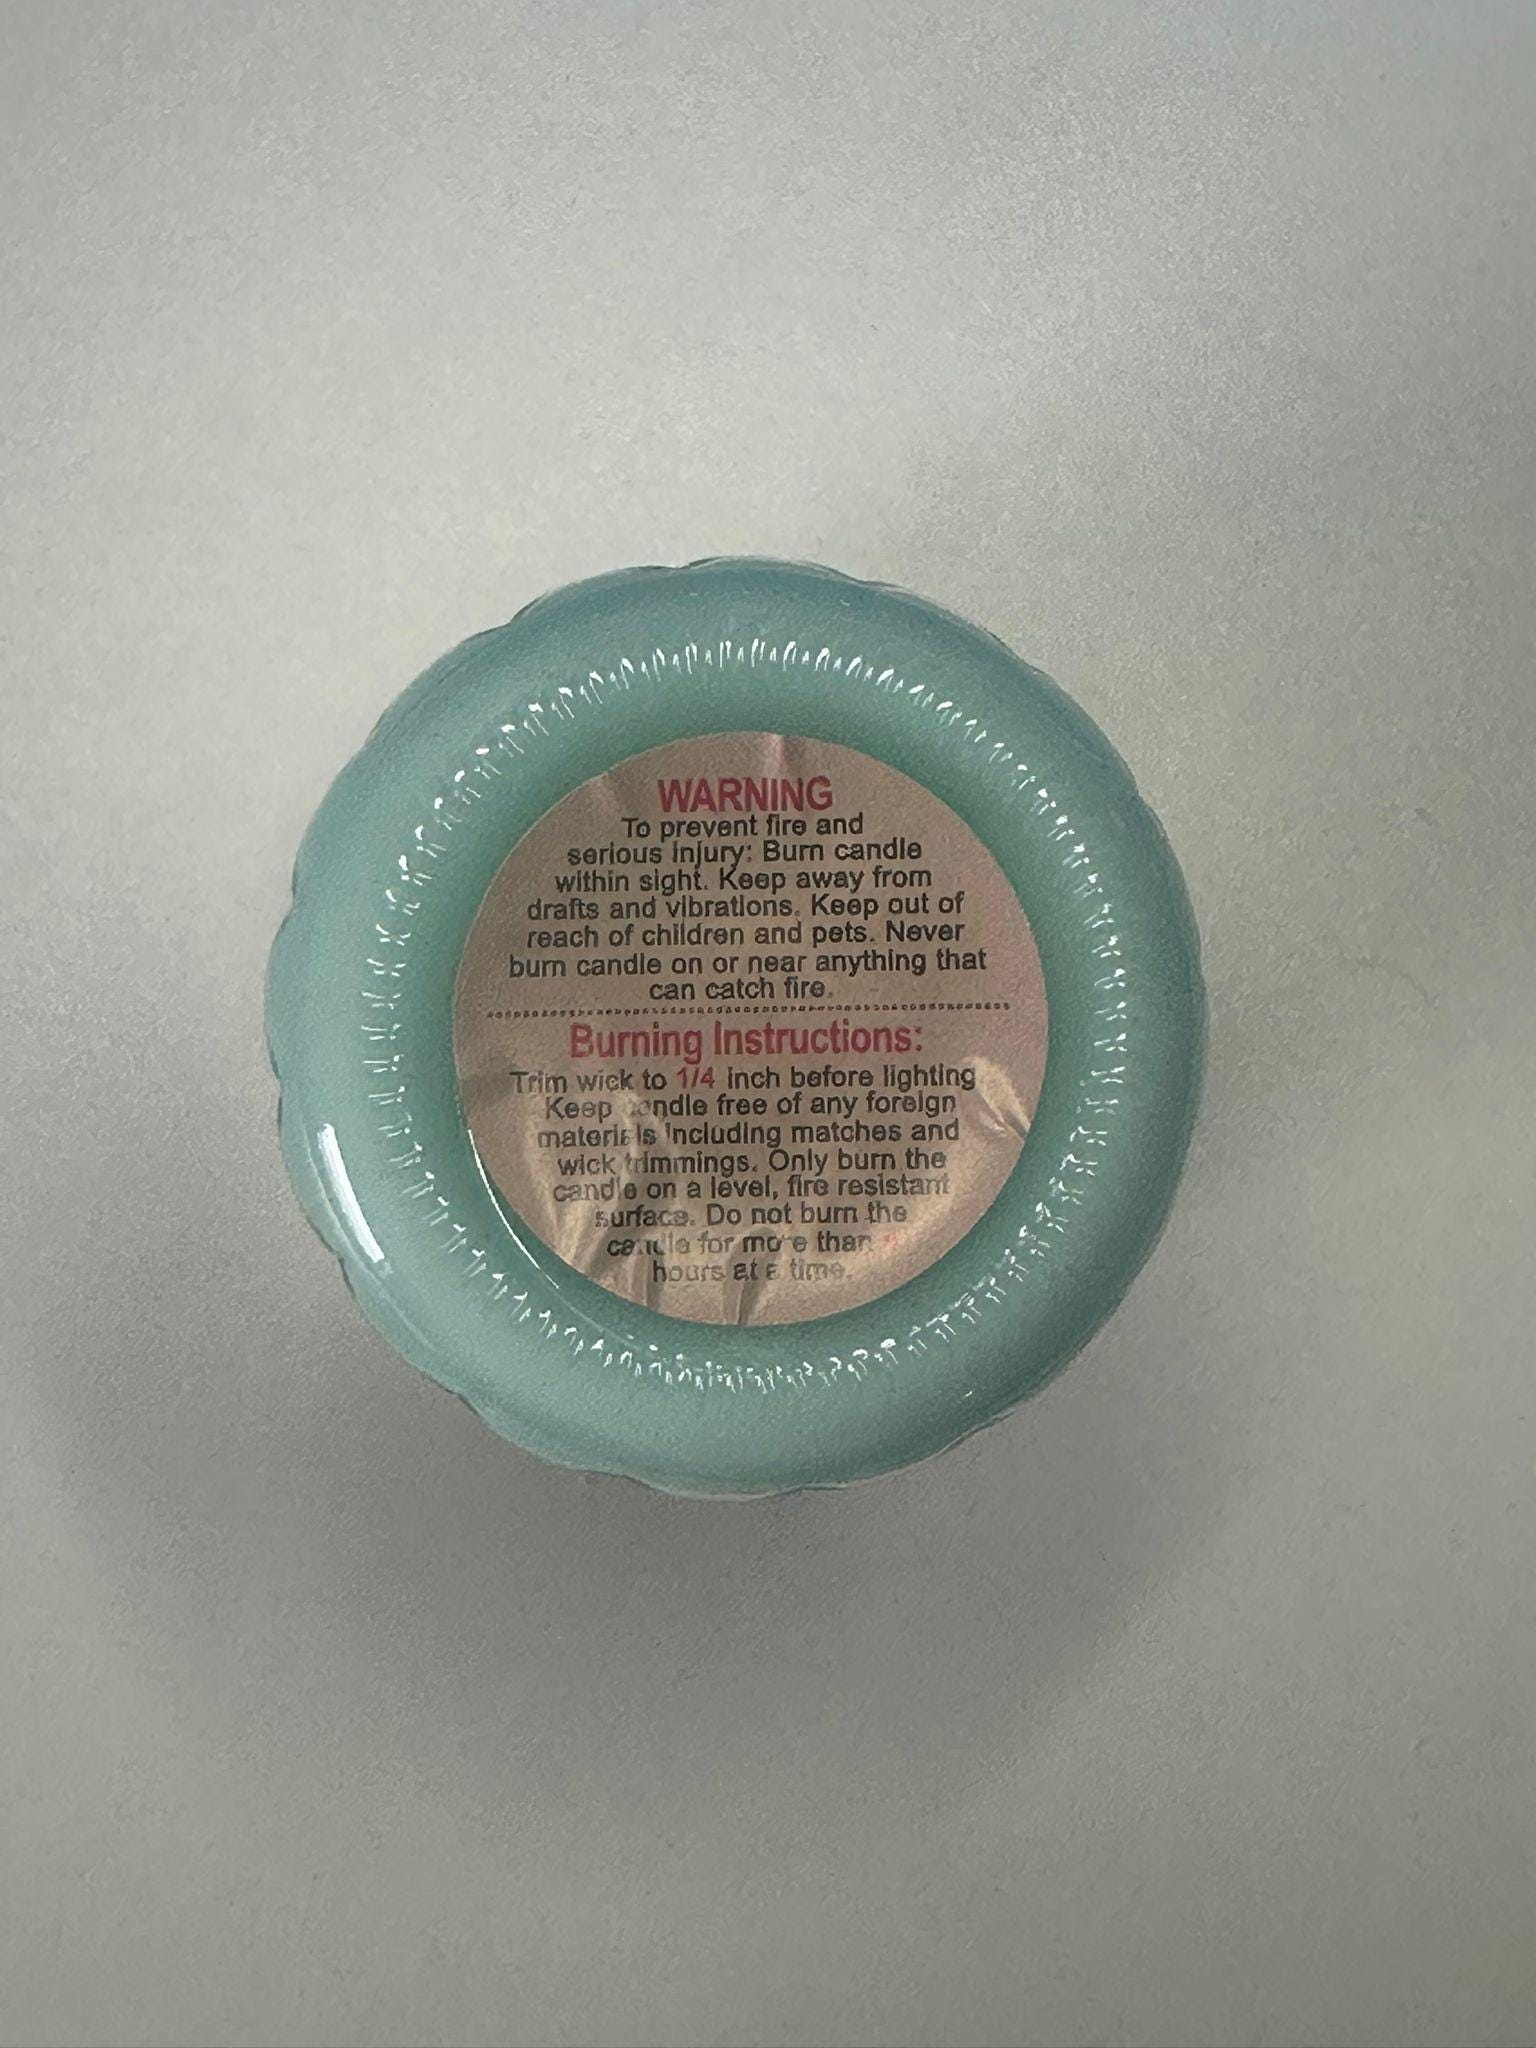 WARNING
To prevent fire and
serious injury: Burn candle
within sight. Keep away from
drafts and vibrations. Keep out of
reach of children and pets. Never
burn candle on or near anything that
can catch fire.
Burning Instructions:
Trim wick to 1/4 inch before lighting
Keep candle free of any foreign
materials including matches and
wick trimmings. Only burn the
candle on a level, fire resistant
surface. Do not burn the
candle for more than
hours at a time.